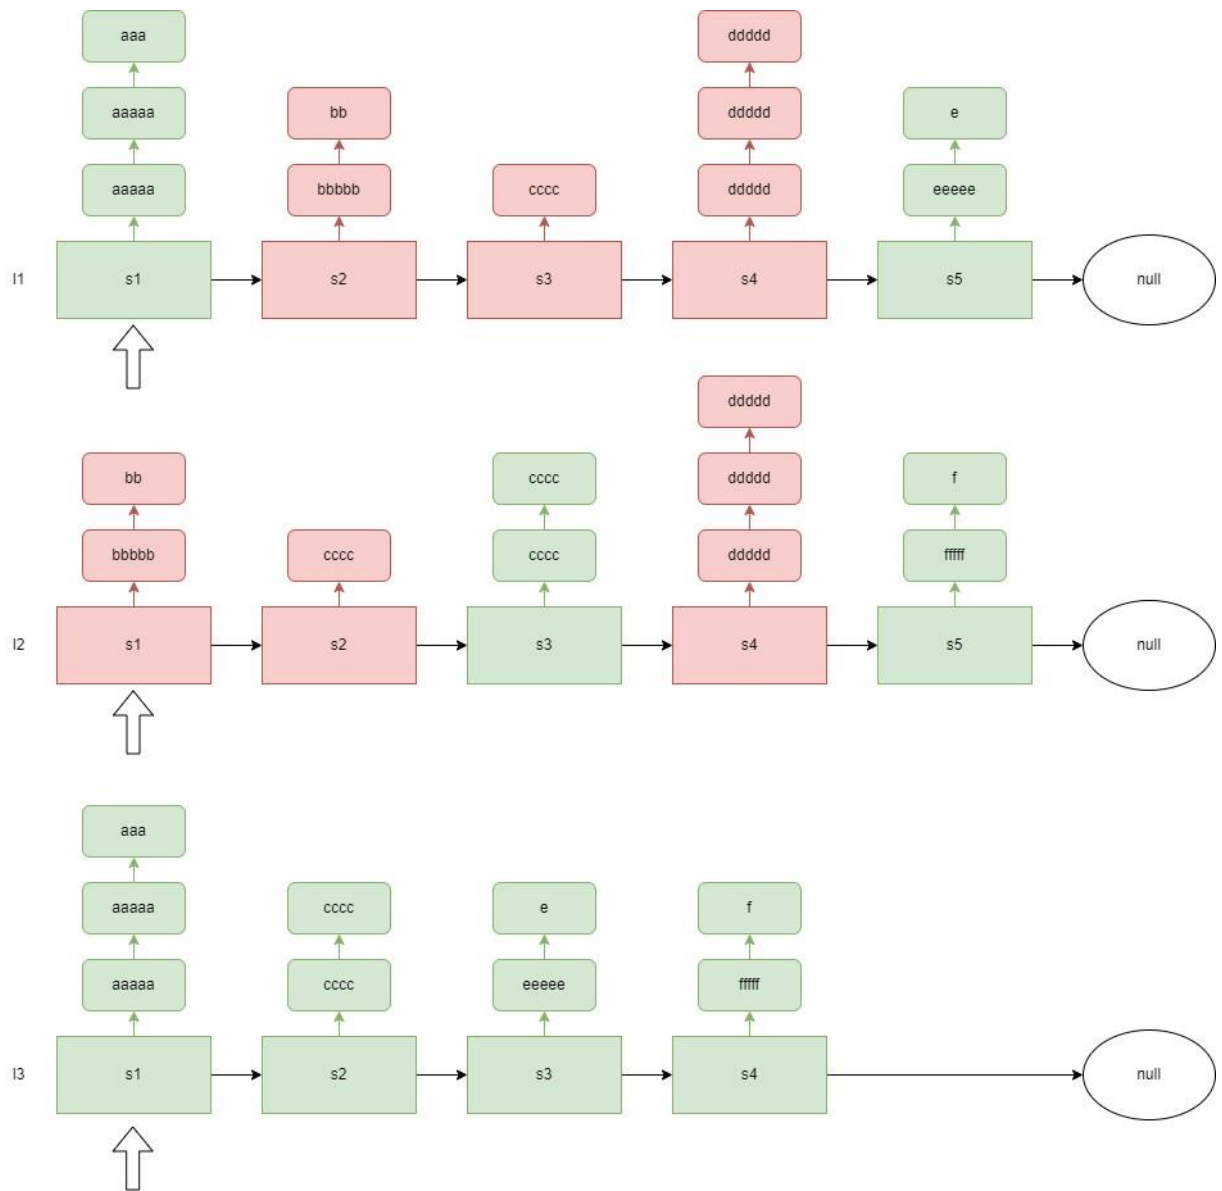 aaa ddddd
aaaaa bb ddddd e
aaaaa bbbbb cccc ddddd eeeee
l1 s1 s2 s3 s4 s5 null
ddddd
bb cccc ddddd f
bbbbb cccc cccc ddddd fffff
l2 s1 s2 s3 s4 s5 null
aaa
aaaaa cccc e f
aaaaa cccc eeeee fffff
l3 s1 s2 s3 s4 null